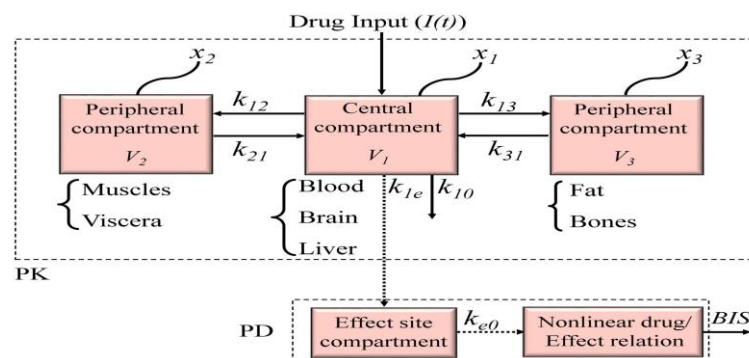 Drug Input (I(t))
x2
x1
x3
Peripheral
compartment
V2
k12
k21
Central
compartment
V1
k13
k31
Peripheral
compartment
V3
Muscles
Viscera
Blood
Brain
Liver
k1e
k10
Fat
Bones
PK
PD
Effect site
compartment
ke0
Nonlinear drug/
Effect relation
BIS